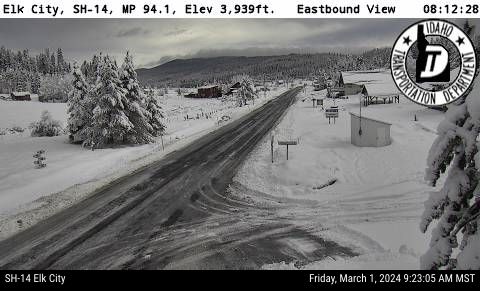 Elk City, SH-14, MP 94.1, Elev 3,939ft. Eastbound View 08:12:28
IDAHO
TRANSPORTATION DEPARTMENT
SH-14 Elk City Friday, March 1, 2024 9:23:05 AM MST